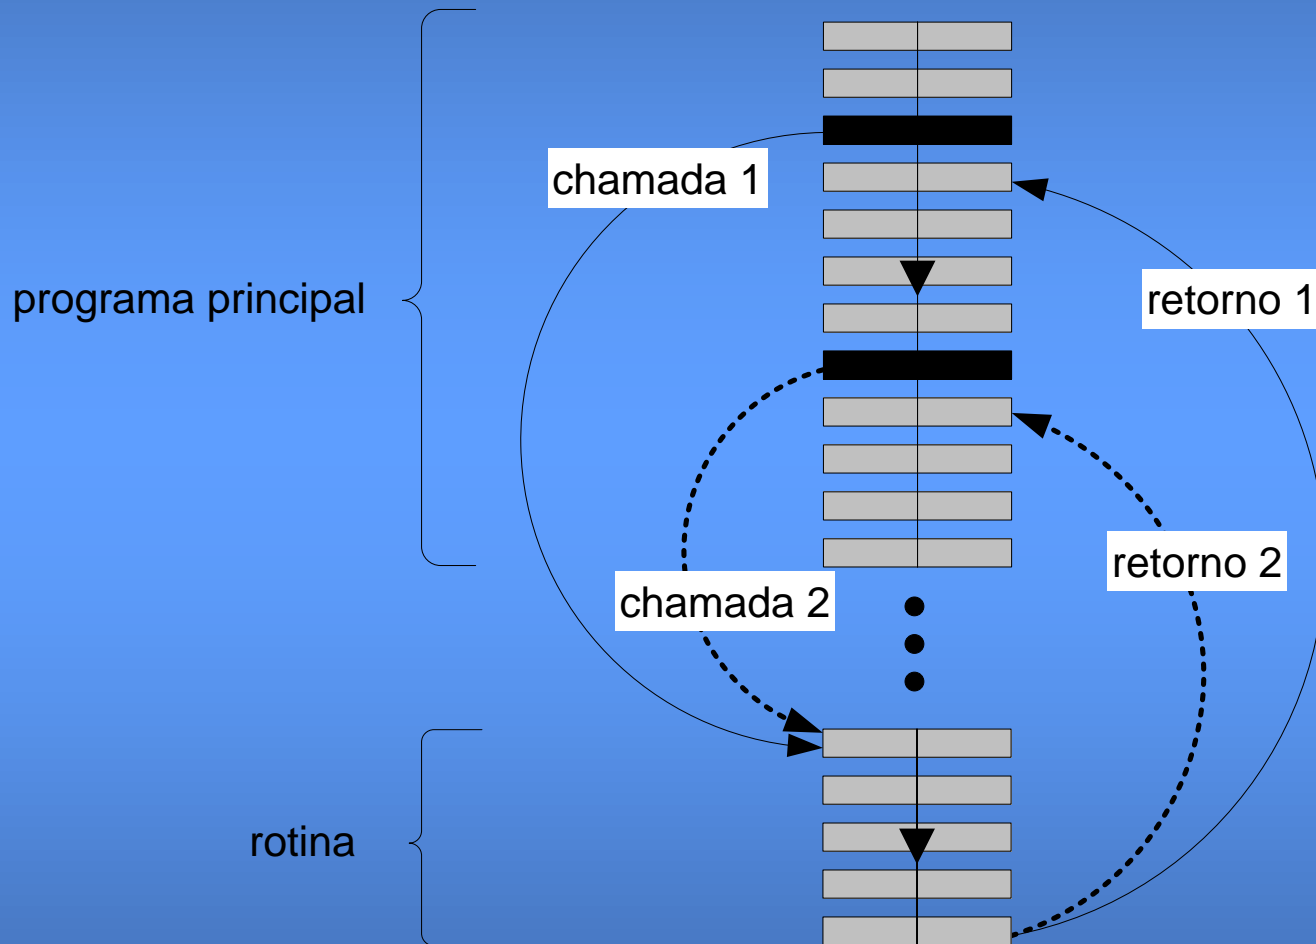 chamada 1
programa principal
retorno 1
retorno 2
chamada 2
rotina